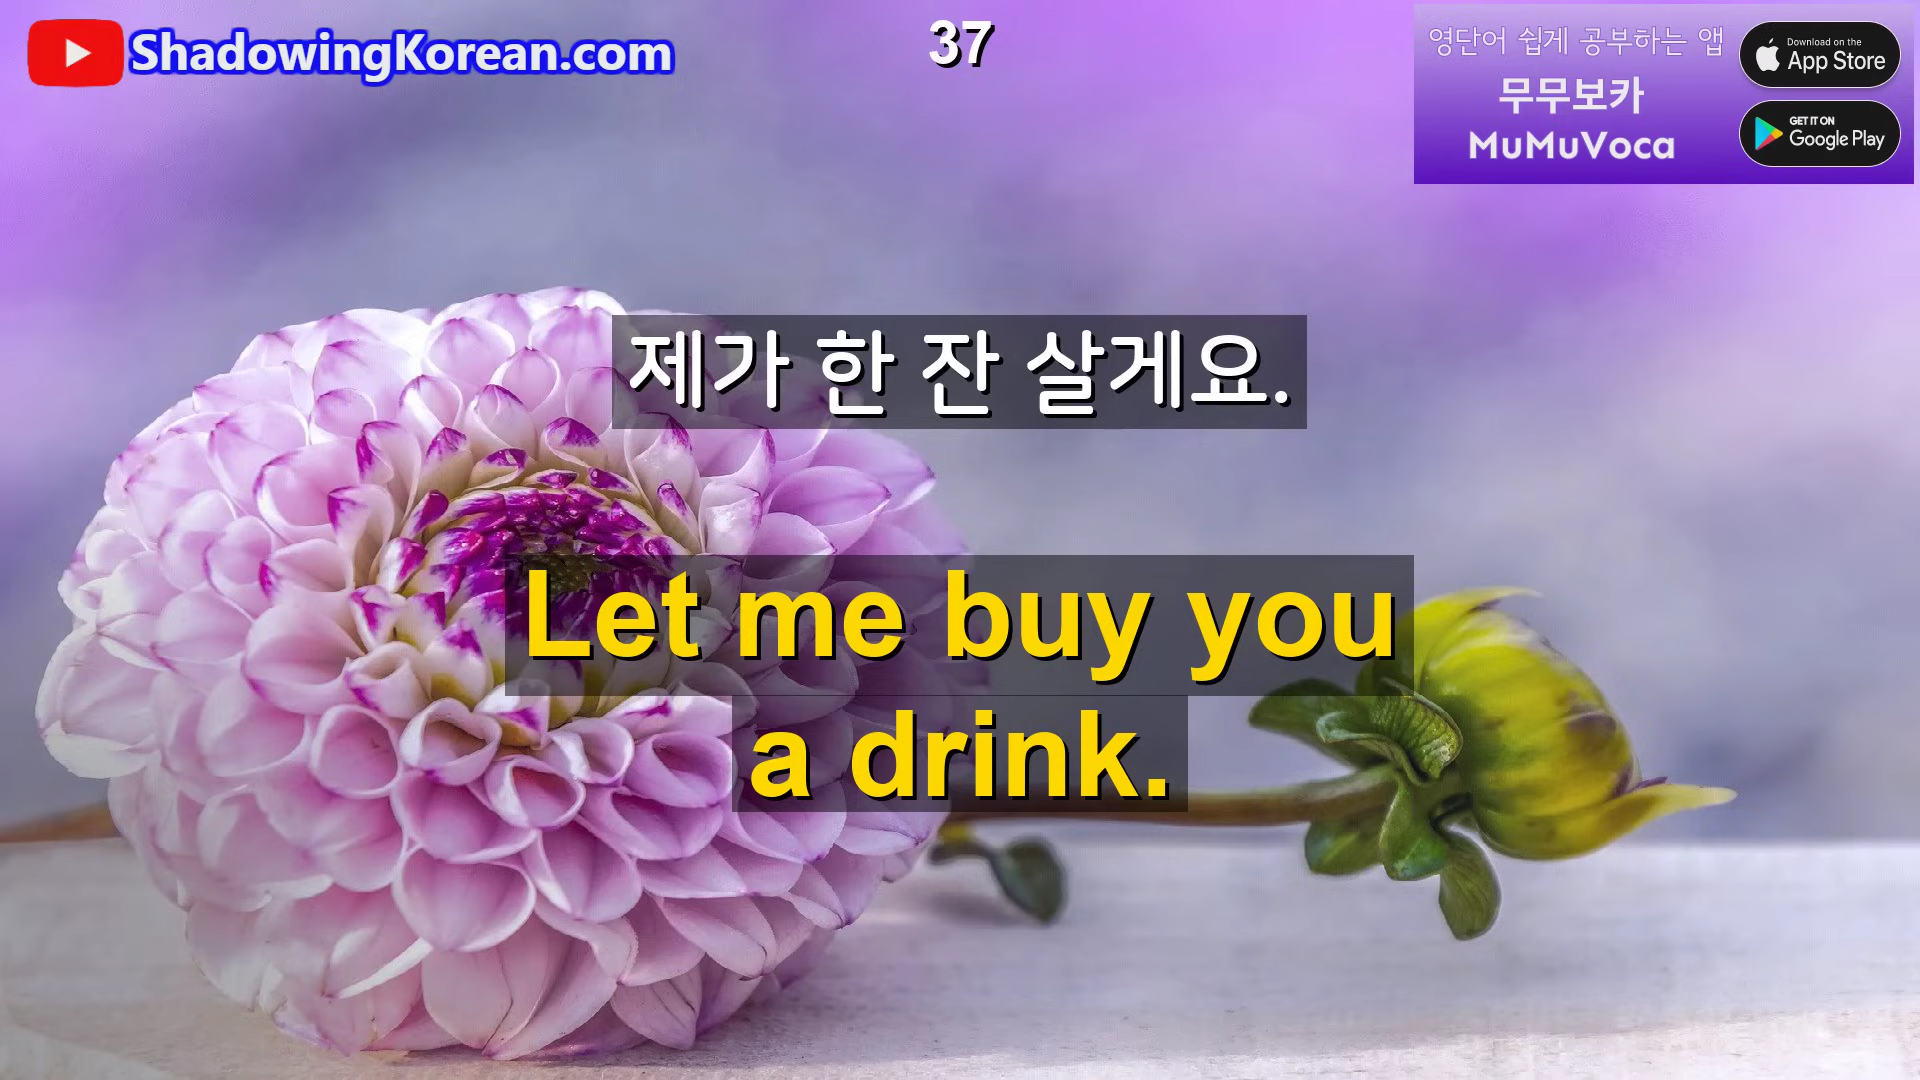 ShadowingKorean.com
37
영단어 쉽게 공부하는 앱
무무보카
MuMuVoca
Download on the
App Store
GET IT ON
Google Play
제가 한 잔 살게요.
Let me buy you
a drink.